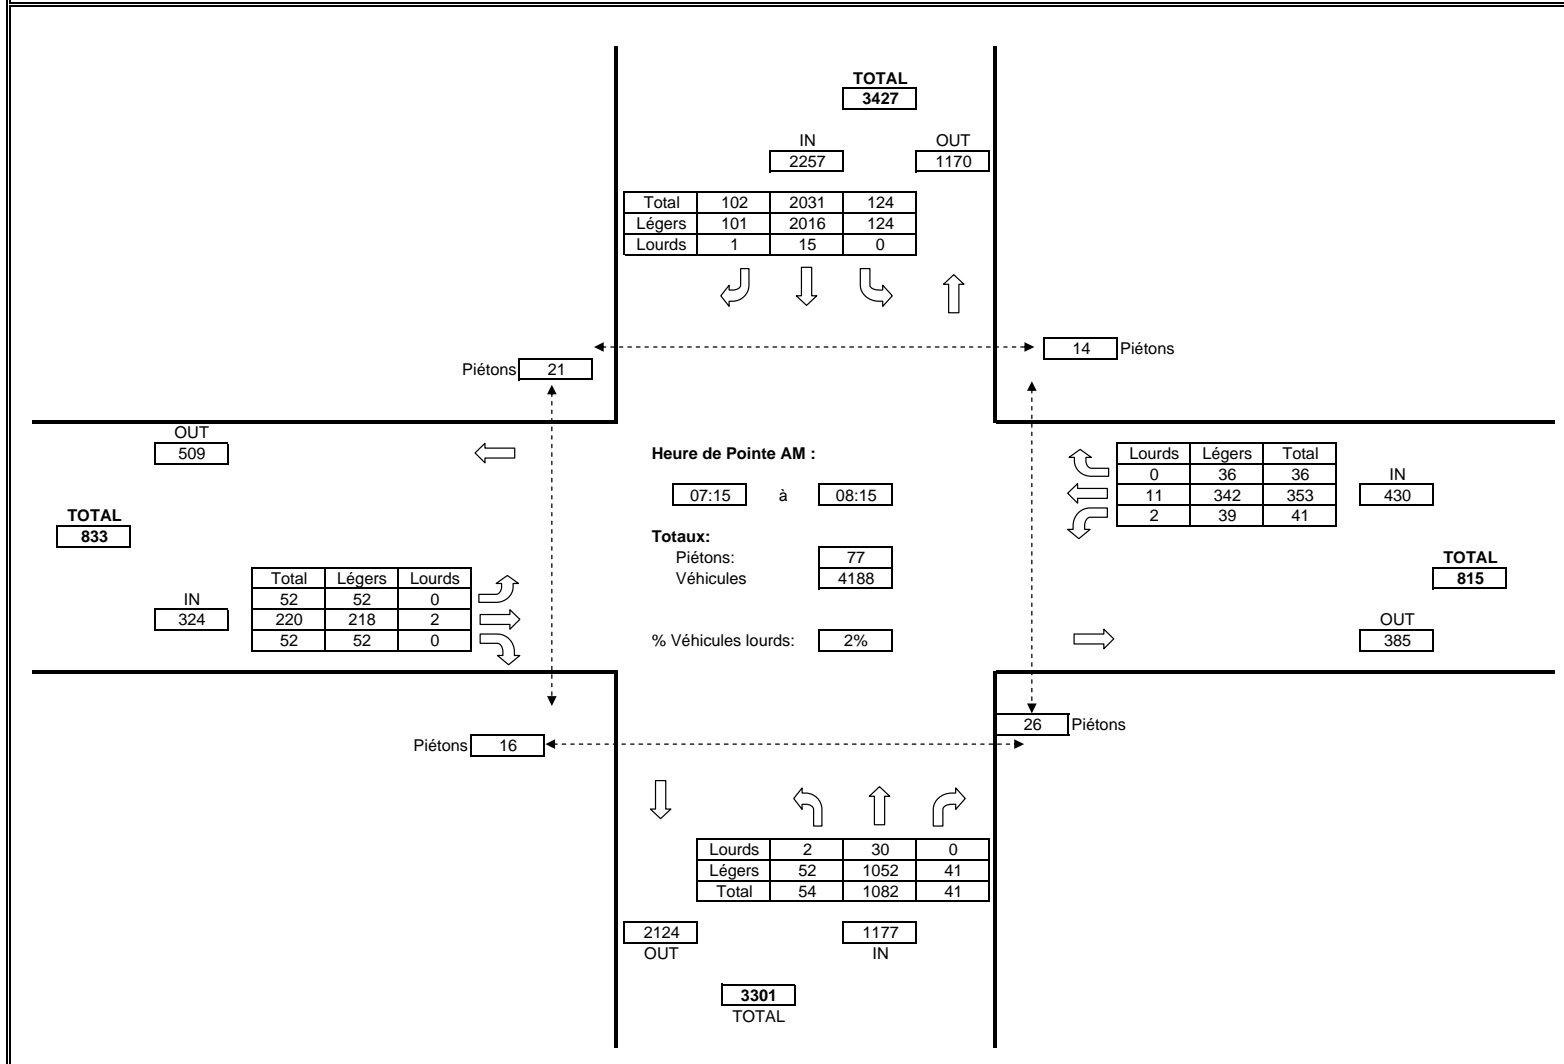 TOTAL
3427
IN OUT
2257 1170
Total 102 2031 124
Légers 101 2016 124
Lourds 1 15 0
14 Piétons
Piétons 21
OUT
509
Heure de Pointe AM :
07:15 à 08:15
Lourds Légers Total
0 36 36
11 342 353
2 39 41
IN
430
TOTAL
833
Totaux:
Piétons: 77
Véhicules 4188
TOTAL
815
IN
324
Total Légers Lourds
52 52 0
220 218 2
52 52 0
% Véhicules lourds: 2%
OUT
385
26 Piétons
Piétons 16
Lourds 2 30 0
Légers 52 1052 41
Total 54 1082 41
2124 1177
OUT IN
3301
TOTAL